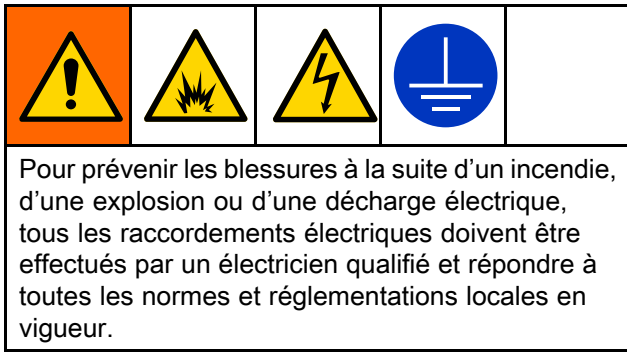 Pour prévenir les blessures à la suite d'un incendie,
d'une explosion ou d'une décharge électrique,
tous les raccordements électriques doivent être
effectués par un électricien qualifié et répondre à
toutes les normes et réglementations locales en
vigueur.